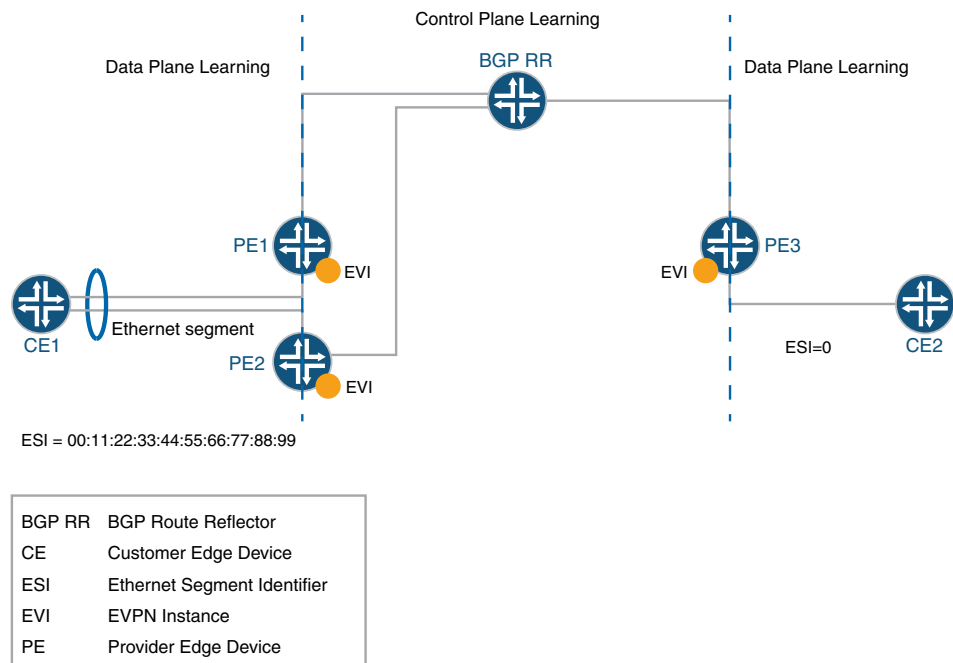 Control Plane Learning
Data Plane Learning
BGP RR
Data Plane Learning
PE1
EVI
PE3
EVI
Ethernet segment
CE1
PE2
EVI
ESI=0
CE2
ESI = 00:11:22:33:44:55:66:77:88:99
BGP RR BGP Route Reflector
CE Customer Edge Device
ESI Ethernet Segment Identifier
EVI EVPN Instance
PE Provider Edge Device